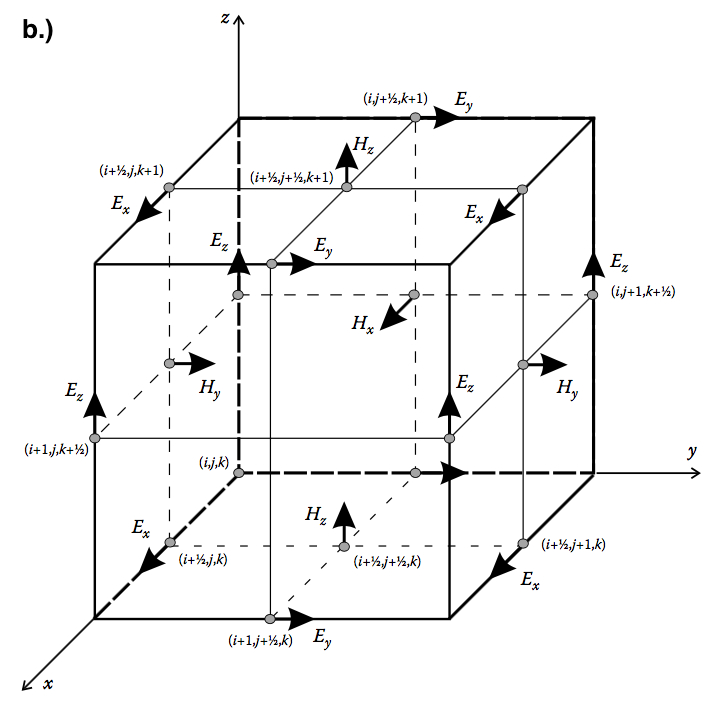 b.)
z
(i,j+½,k+1)
E_y
H_z
(i+½,j,k+1)
(i+½,j+½,k+1)
E_x
E_x
E_z
E_y
E_z
(i,j+1,k+½)
H_x
E_z
H_y
E_z
H_y
(i+1,j,k+½)
y
(i,j,k)
H_z
E_x
(i+½,j,k)
(i+½,j+½,k)
(i+½,j+1,k)
E_x
(i+1,j+½,k)
E_y
x